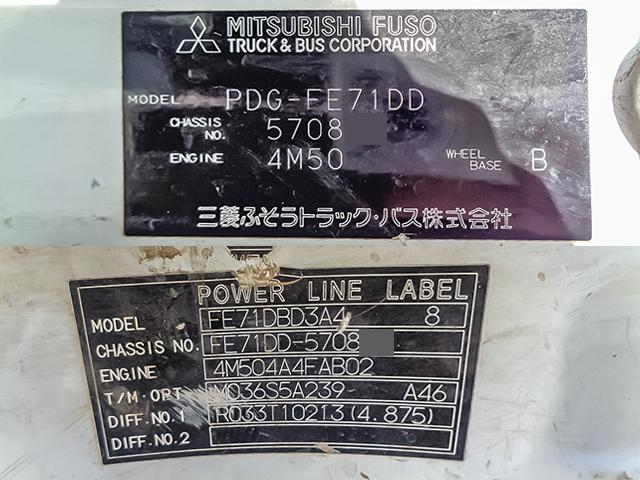 MITSUBISHI FUSO
TRUCK & BUS CORPORATION
MODEL PDG-FE71DD
CHASSIS NO. 5708
ENGINE 4M50 WHEEL BASE B
三菱ふそうトラック・バス株式会社
POWER LINE LABEL
MODEL FE71DBD3A4 8
CHASSIS NO. FE71DD-5708
ENGINE 4M504A4FAB02
T/M・OPT M036S5A239- A46
DIFF.NO.1 R033T10213(4.875)
DIFF.NO.2